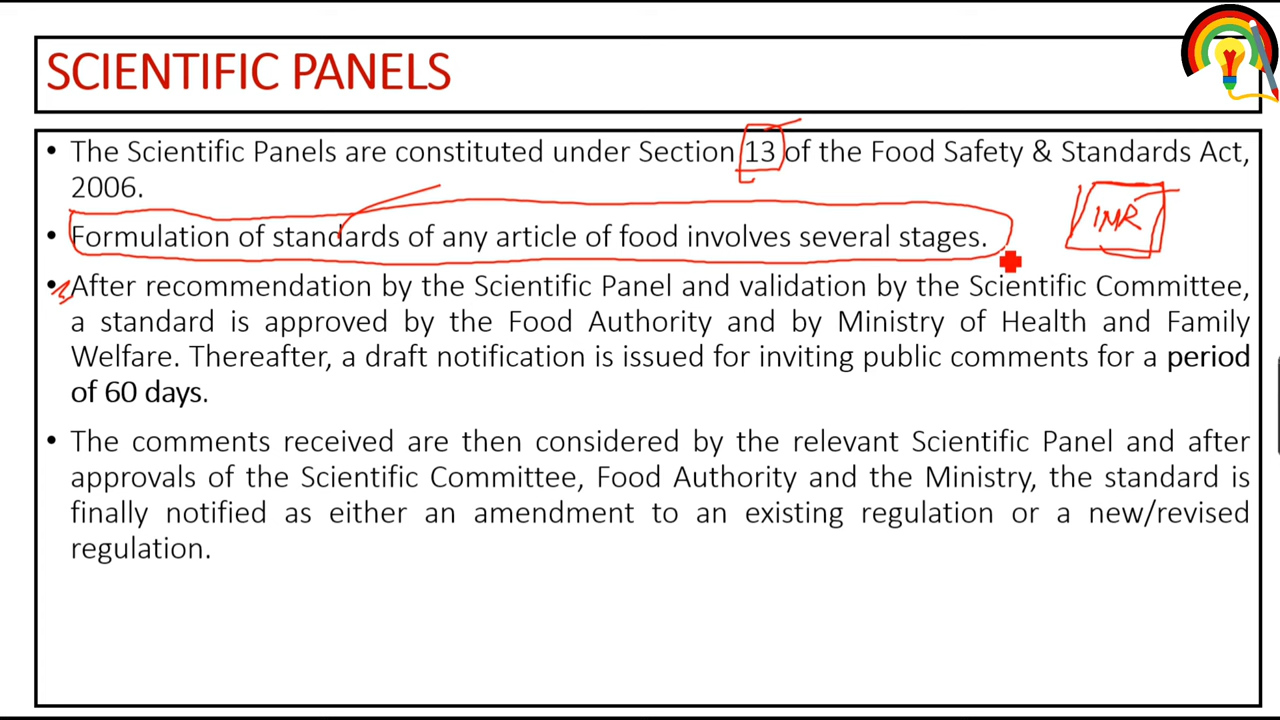 SCIENTIFIC PANELS
• The Scientific Panels are constituted under Section 13 of the Food Safety & Standards Act,
2006.
• Formulation of standards of any article of food involves several stages.
IMR
• After recommendation by the Scientific Panel and validation by the Scientific Committee,
a standard is approved by the Food Authority and by Ministry of Health and Family
Welfare. Thereafter, a draft notification is issued for inviting public comments for a period
of 60 days.
• The comments received are then considered by the relevant Scientific Panel and after
approvals of the Scientific Committee, Food Authority and the Ministry, the standard is
finally notified as either an amendment to an existing regulation or a new/revised
regulation.